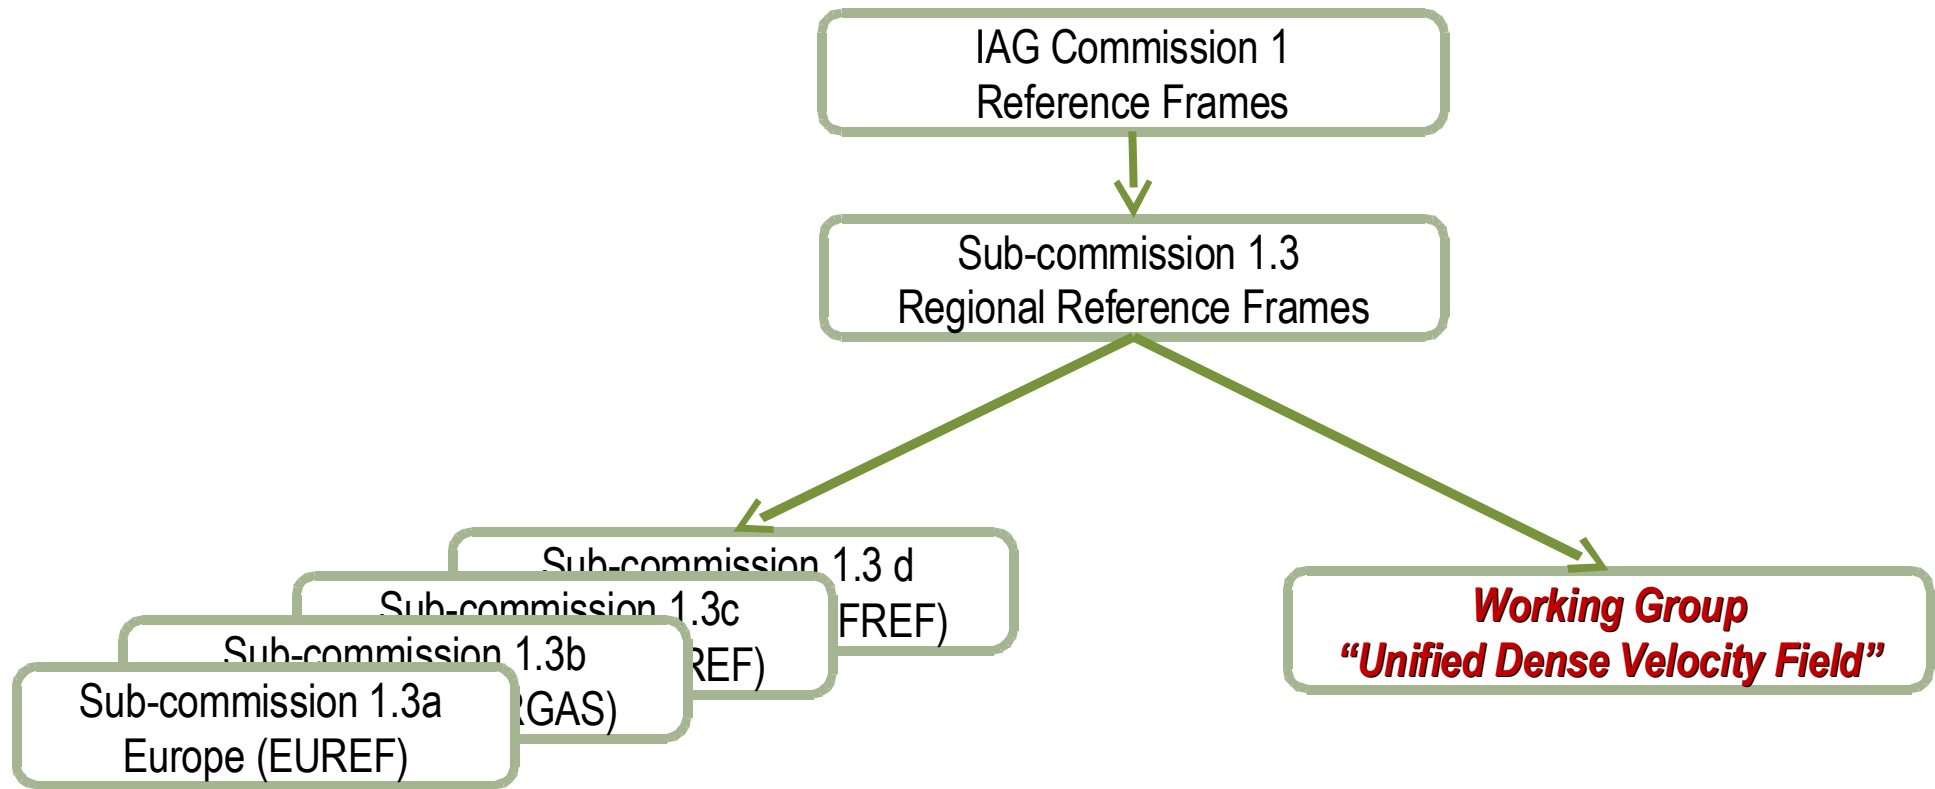 IAG Commission 1
Reference Frames
Sub-commission 1.3
Regional Reference Frames
Sub-commission 1.3 d
FREF)
Sub-commission 1.3c
REF)
Sub-commission 1.3b
RGAS)
Sub-commission 1.3a
Europe (EUREF)
Working Group
“Unified Dense Velocity Field”